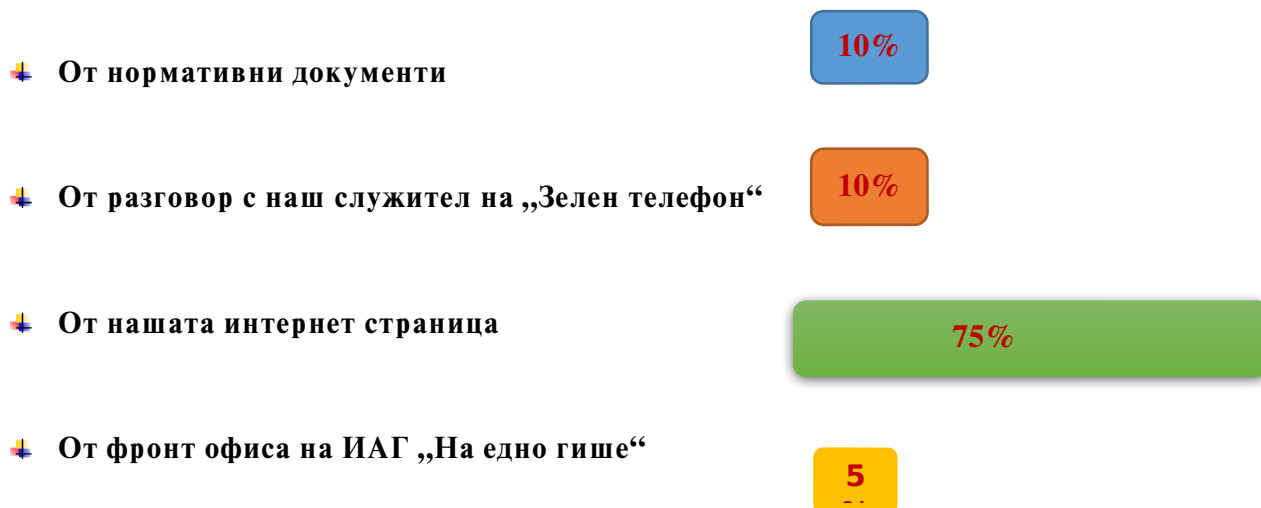 От нормативни документи
10%
От разговор с наш служител на „Зелен телефон“
10%
От нашата интернет страница
75%
От фронт офиса на ИАГ „На едно гише“
5